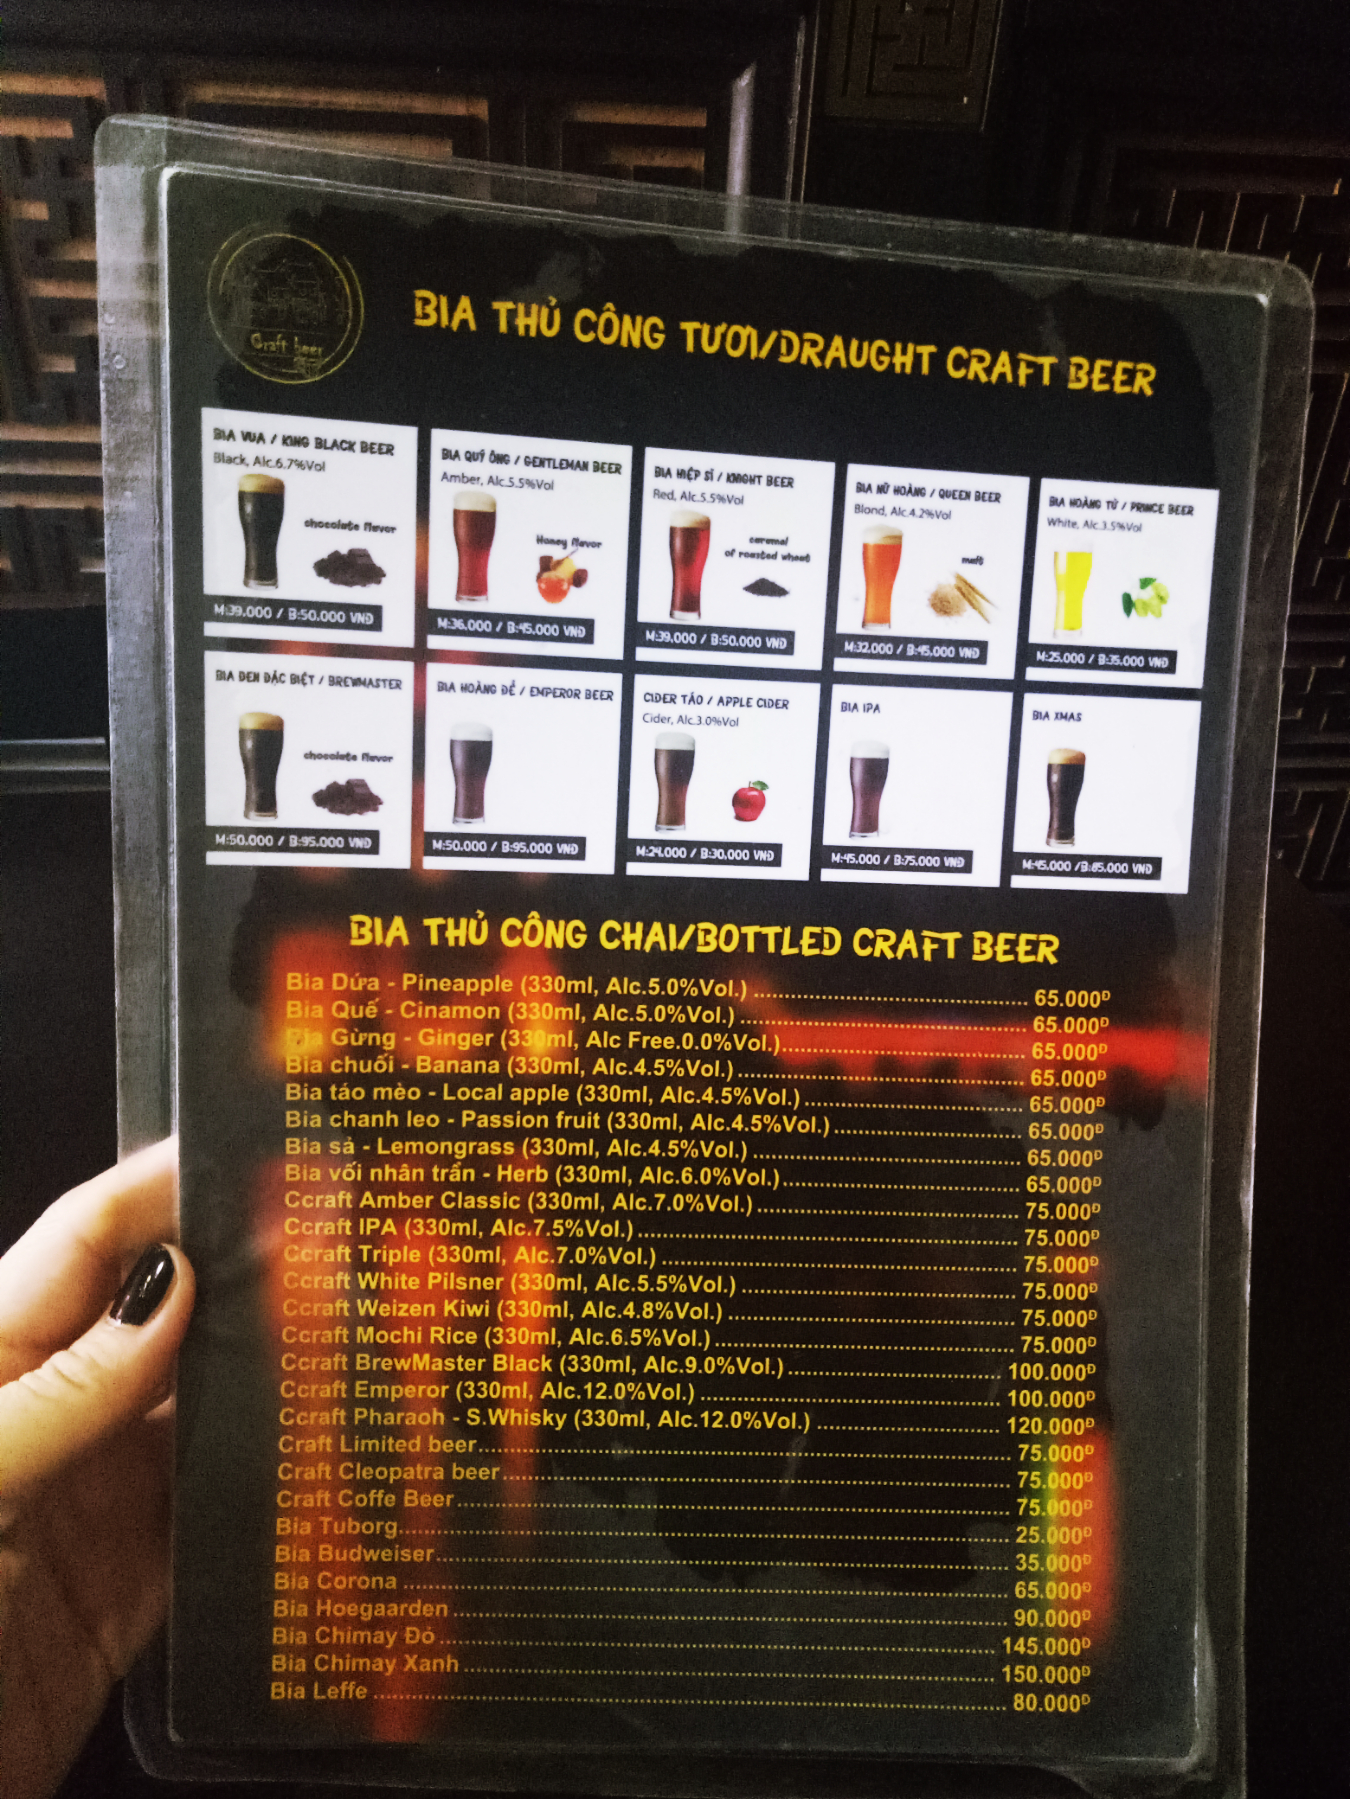 Craft beer
BIA THỦ CÔNG TƯƠI/DRAUGHT CRAFT BEER
BIA VUA / KING BLACK BEER
Black, Alc.6.7%Vol
chocolate flavor
M:39.000 / B:50.000 VNĐ
BIA QUÝ ÔNG / GENTLEMAN BEER
Amber, Alc.5.5%Vol
Honey flavor
M:36.000 / B:45.000 VNĐ
BIA HIỆP SĨ / KNIGHT BEER
Red, Alc.5.5%Vol
caramal
of roasted wheat
M:39.000 / B:50.000 VNĐ
BIA NỮ HOÀNG / QUEEN BEER
Blond, Alc.4.2%Vol
malt
M:32.000 / B:45.000 VNĐ
BIA HOÀNG TỬ / PRINCE BEER
White, Alc.3.5%Vol
M:25.000 / B:35.000 VNĐ
BIA ĐEN ĐẶC BIỆT / BREWMASTER
chocolate flavor
M:50.000 / B:95.000 VNĐ
BIA HOÀNG ĐẾ / EMPEROR BEER
M:50.000 / B:95.000 VNĐ
CIDER TÁO / APPLE CIDER
Cider, Alc.3.0%Vol
M:24.000 / B:30.000 VNĐ
BIA IPA
M:45.000 / B:75.000 VNĐ
BIA XMAS
M:45.000 /B:85.000 VNĐ
BIA THỦ CÔNG CHAI/BOTTLED CRAFT BEER
Bia Dứa - Pineapple (330ml, Alc.5.0%Vol.) ........ 65.000Đ
Bia Quế - Cinamon (330ml, Alc.5.0%Vol.) ........ 65.000Đ
Bia Gừng - Ginger (330ml, Alc Free.0.0%Vol.)........ 65.000Đ
Bia chuối - Banana (330ml, Alc.4.5%Vol.) ........ 65.000Đ
Bia táo mèo - Local apple (330ml, Alc.4.5%Vol.) ........ 65.000Đ
Bia chanh leo - Passion fruit (330ml, Alc.4.5%Vol.) ........ 65.000Đ
Bia sả - Lemongrass (330ml, Alc.4.5%Vol.) ........ 65.000Đ
Bia vối nhân trần - Herb (330ml, Alc.6.0%Vol.)........ 65.000Đ
Ccraft Amber Classic (330ml, Alc.7.0%Vol.) ........ 75.000Đ
Ccraft IPA (330ml, Alc.7.5%Vol.) ........ 75.000Đ
Ccraft Triple (330ml, Alc.7.0%Vol.) ........ 75.000Đ
Ccraft White Pilsner (330ml, Alc.5.5%Vol.) ........ 75.000Đ
Ccraft Weizen Kiwi (330ml, Alc.4.8%Vol.) ........ 75.000Đ
Ccraft Mochi Rice (330ml, Alc.6.5%Vol.) ........ 75.000Đ
Ccraft BrewMaster Black (330ml, Alc.9.0%Vol.) ........ 100.000Đ
Ccraft Emperor (330ml, Alc.12.0%Vol.) ........ 100.000Đ
Ccraft Pharaoh - S.Whisky (330ml, Alc.12.0%Vol.) ........ 120.000Đ
Craft Limited beer........ 75.000Đ
Craft Cleopatra beer ........ 75.000Đ
Craft Coffe Beer ........ 75.000Đ
Bia Tuborg........ 25.000Đ
Bia Budweiser........ 35.000Đ
Bia Corona ........ 65.000Đ
Bia Hoegaarden ........ 90.000Đ
Bia Chimay Đỏ ........ 145.000Đ
Bia Chimay Xanh ........ 150.000Đ
Bia Leffe ........ 80.000Đ